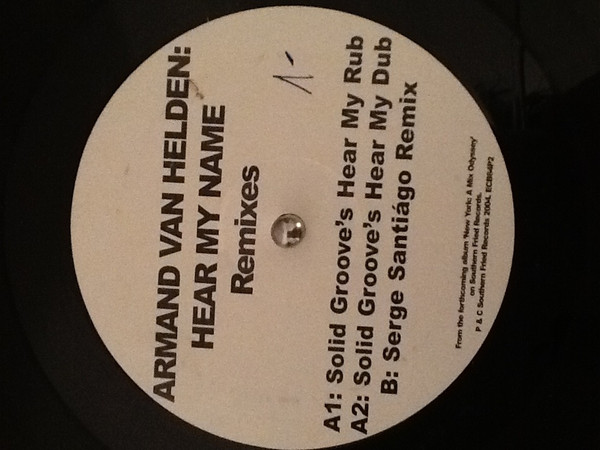 ARMAND VAN HELDEN:
HEAR MY NAME
Remixes
1-
A1: Solid Groove's Hear My Rub
A2: Solid Groove's Hear My Dub
B: Serge Santiágo Remix
From the forthcoming album 'New York: A Mix Odyssey'
on Southern Fried Records.
P & C Southern Fried Records 2004. ECB64P2